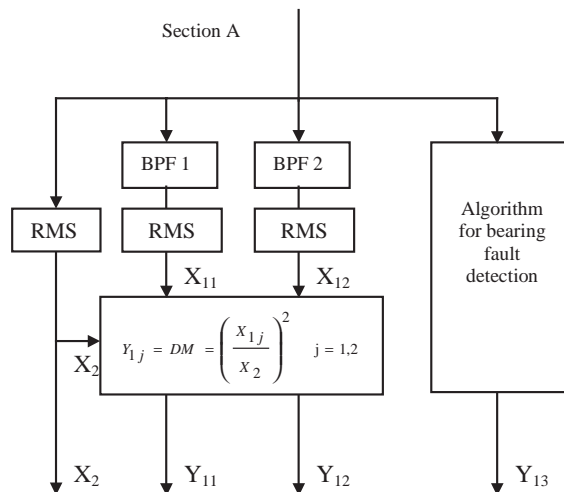 Section A
BPF 1
BPF 2
RMS
RMS
RMS
Algorithm
for bearing
fault
detection
X11
X12
Y1j = DM = (X1j / X2)^2 j = 1,2
X2
X2
Y11
Y12
Y13